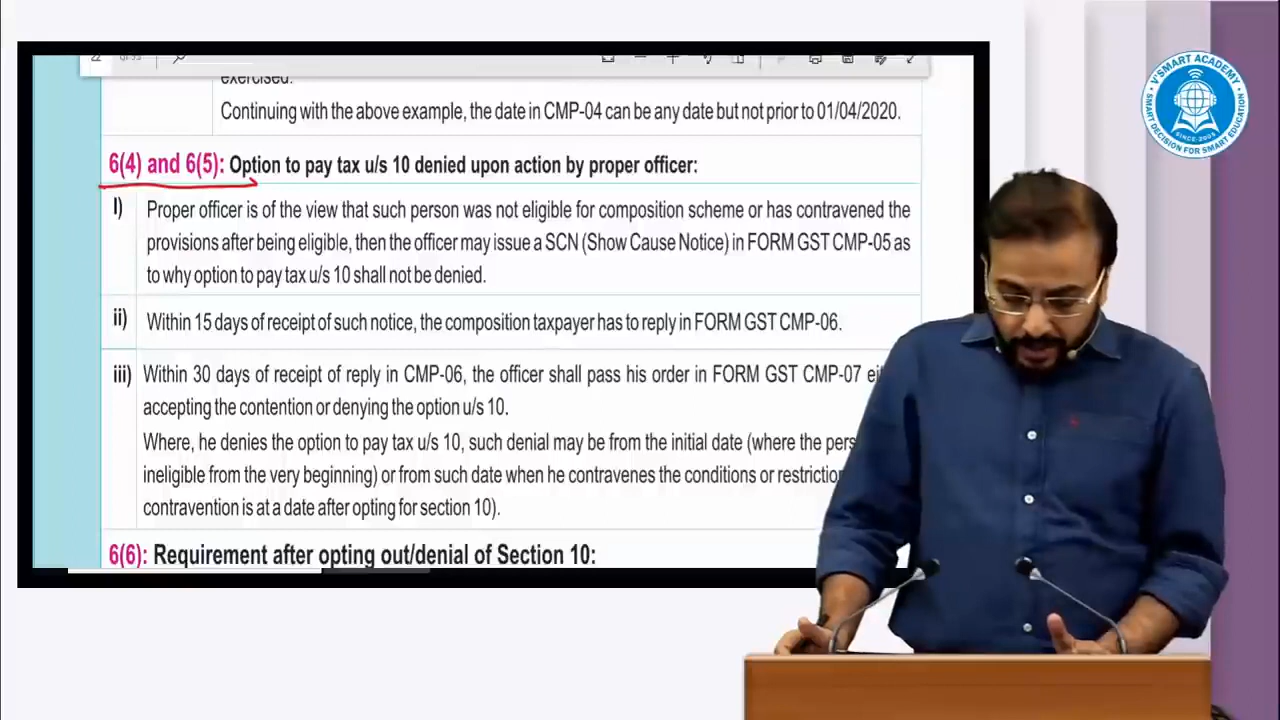 exercised.
Continuing with the above example, the date in CMP-04 can be any date but not prior to 01/04/2020.
6(4) and 6(5): Option to pay tax u/s 10 denied upon action by proper officer:
I) Proper officer is of the view that such person was not eligible for composition scheme or has contravened the
provisions after being eligible, then the officer may issue a SCN (Show Cause Notice) in FORM GST CMP-05 as
to why option to pay tax u/s 10 shall not be denied.
ii) Within 15 days of receipt of such notice, the composition taxpayer has to reply in FORM GST CMP-06.
iii) Within 30 days of receipt of reply in CMP-06, the officer shall pass his order in FORM GST CMP-07
accepting the contention or denying the option u/s 10.
Where, he denies the option to pay tax u/s 10, such denial may be from the initial date (where the
ineligible from the very beginning) or from such date when he contravenes the conditions or
contravention is at a date after opting for section 10).
6(6): Requirement after opting out/denial of Section 10:
V'SMART ACADEMY
SINCE-2005
SMART DECISION FOR SMART EDUCATION